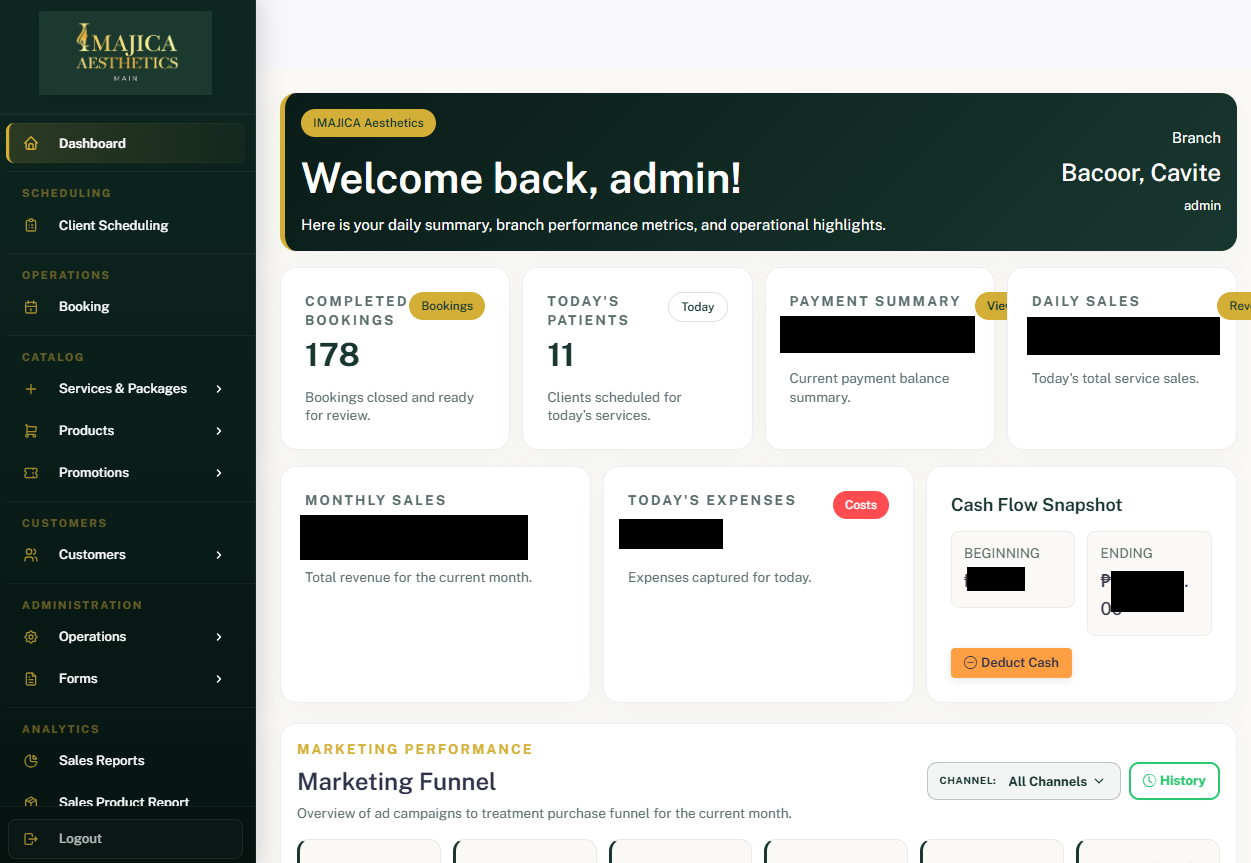 IMAJICA
AESTHETICS
MAIN
Dashboard
SCHEDULING
Client Scheduling
OPERATIONS
Booking
CATALOG
Services & Packages
Products
Promotions
CUSTOMERS
Customers
ADMINISTRATION
Operations
Forms
ANALYTICS
Sales Reports
Sales Product Report
Logout
IMAJICA Aesthetics
Welcome back, admin!
Here is your daily summary, branch performance metrics, and operational highlights.
Branch
Bacoor, Cavite
admin
COMPLETED
BOOKINGS
Bookings
178
Bookings closed and ready
for review.
TODAY'S
PATIENTS
Today
11
Clients scheduled for
today's services.
PAYMENT SUMMARY
Current payment balance
summary.
DAILY SALES
Today's total service sales.
MONTHLY SALES
Total revenue for the current month.
TODAY'S EXPENSES
Costs
Expenses captured for today.
Cash Flow Snapshot
BEGINNING
ENDING
Deduct Cash
MARKETING PERFORMANCE
Marketing Funnel
Overview of ad campaigns to treatment purchase funnel for the current month.
CHANNEL: All Channels
History